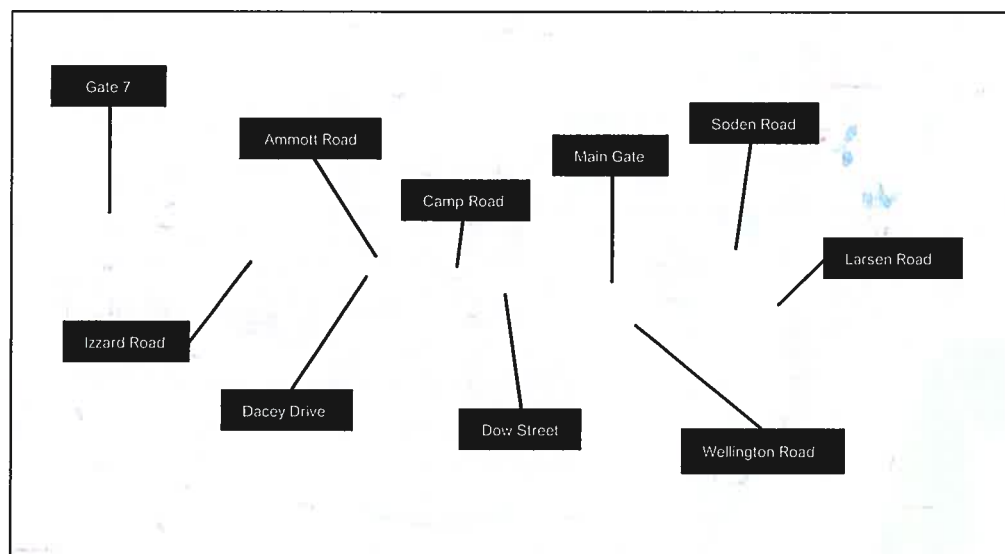 Gate 7
Ammott Road
Camp Road
Main Gate
Soden Road
Larsen Road
Izzard Road
Dacey Drive
Dow Street
Wellington Road